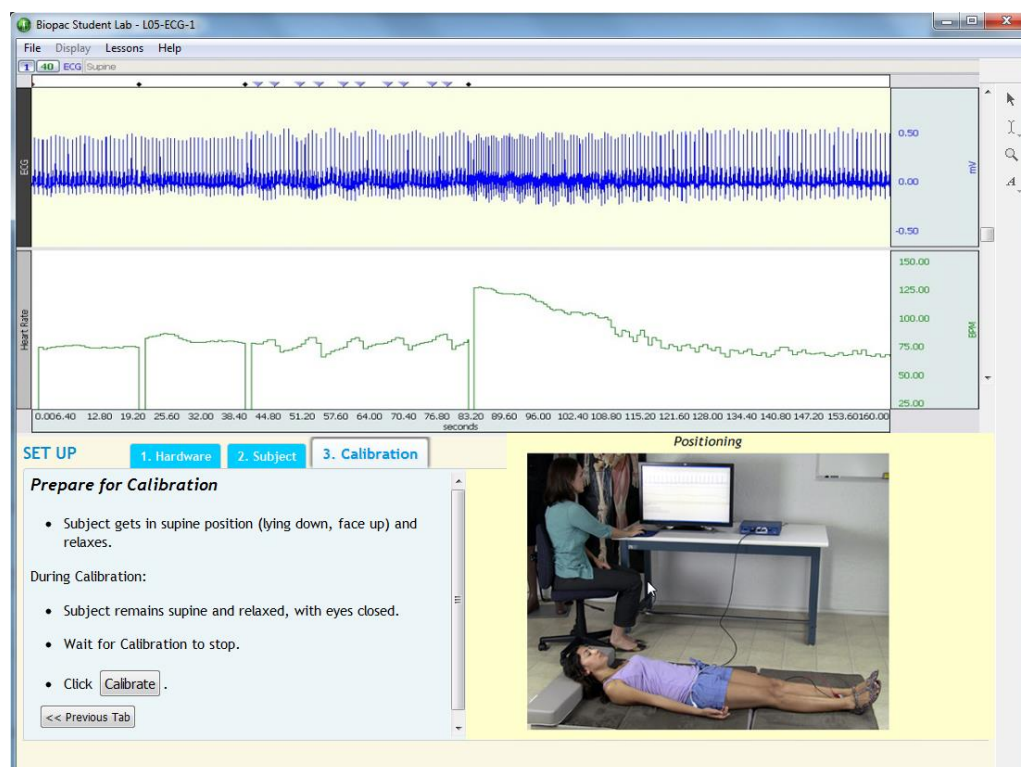 Biopac Student Lab - L05-ECG-1
File Display Lessons Help
1 40 ECG Supine
ECG
0.50
0.00
-0.50
mV
Heart Rate
150.00
125.00
100.00
75.00
50.00
25.00
BPM
0.006.40 12.80 19.20 25.60 32.00 38.40 44.80 51.20 57.60 64.00 70.40 76.80 83.20 89.60 96.00 102.40 108.80 115.20 121.60 128.00 134.40 140.80 147.20 153.60160.00
seconds
SET UP
1. Hardware
2. Subject
3. Calibration
Prepare for Calibration
• Subject gets in supine position (lying down, face up) and
relaxes.
During Calibration:
• Subject remains supine and relaxed, with eyes closed.
• Wait for Calibration to stop.
• Click Calibrate .
<< Previous Tab
Positioning
A